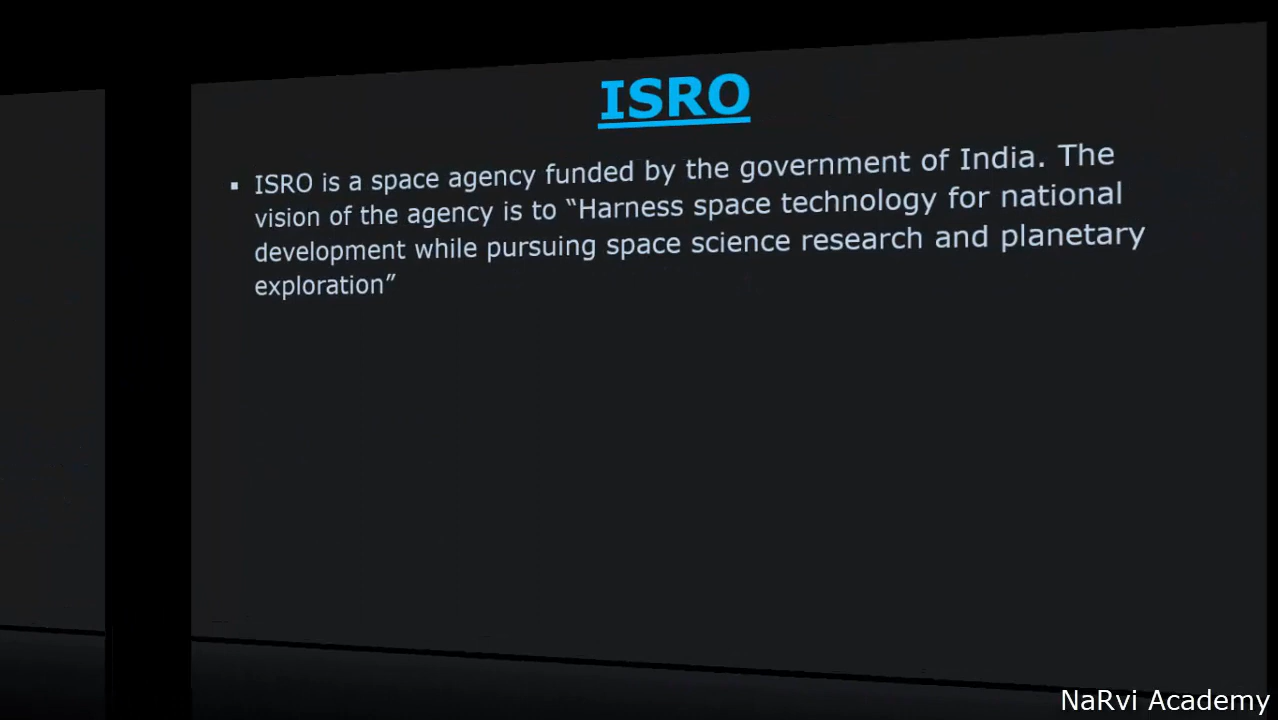 ISRO
▪ ISRO is a space agency funded by the government of India. The
vision of the agency is to “Harness space technology for national
development while pursuing space science research and planetary
exploration”
NaRvi Academy